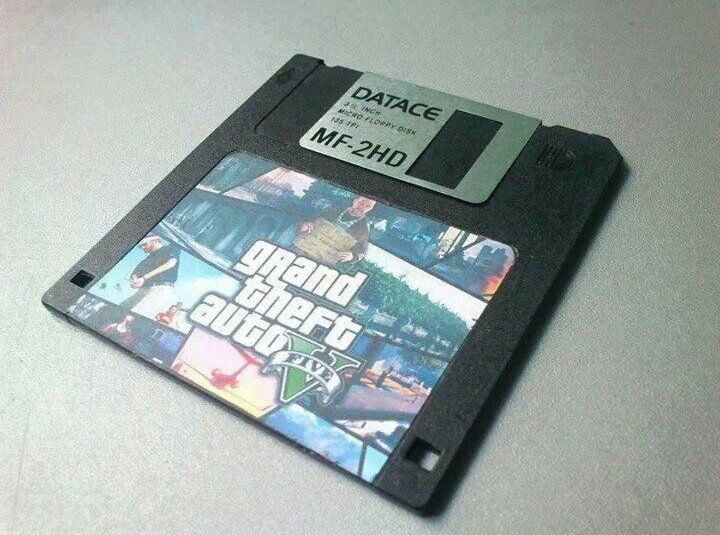 DATACE
3½ INCH
MICRO FLOPPY DISK
135 TPI
MF-2HD
HD
grand
theft
auto
V
FIVE